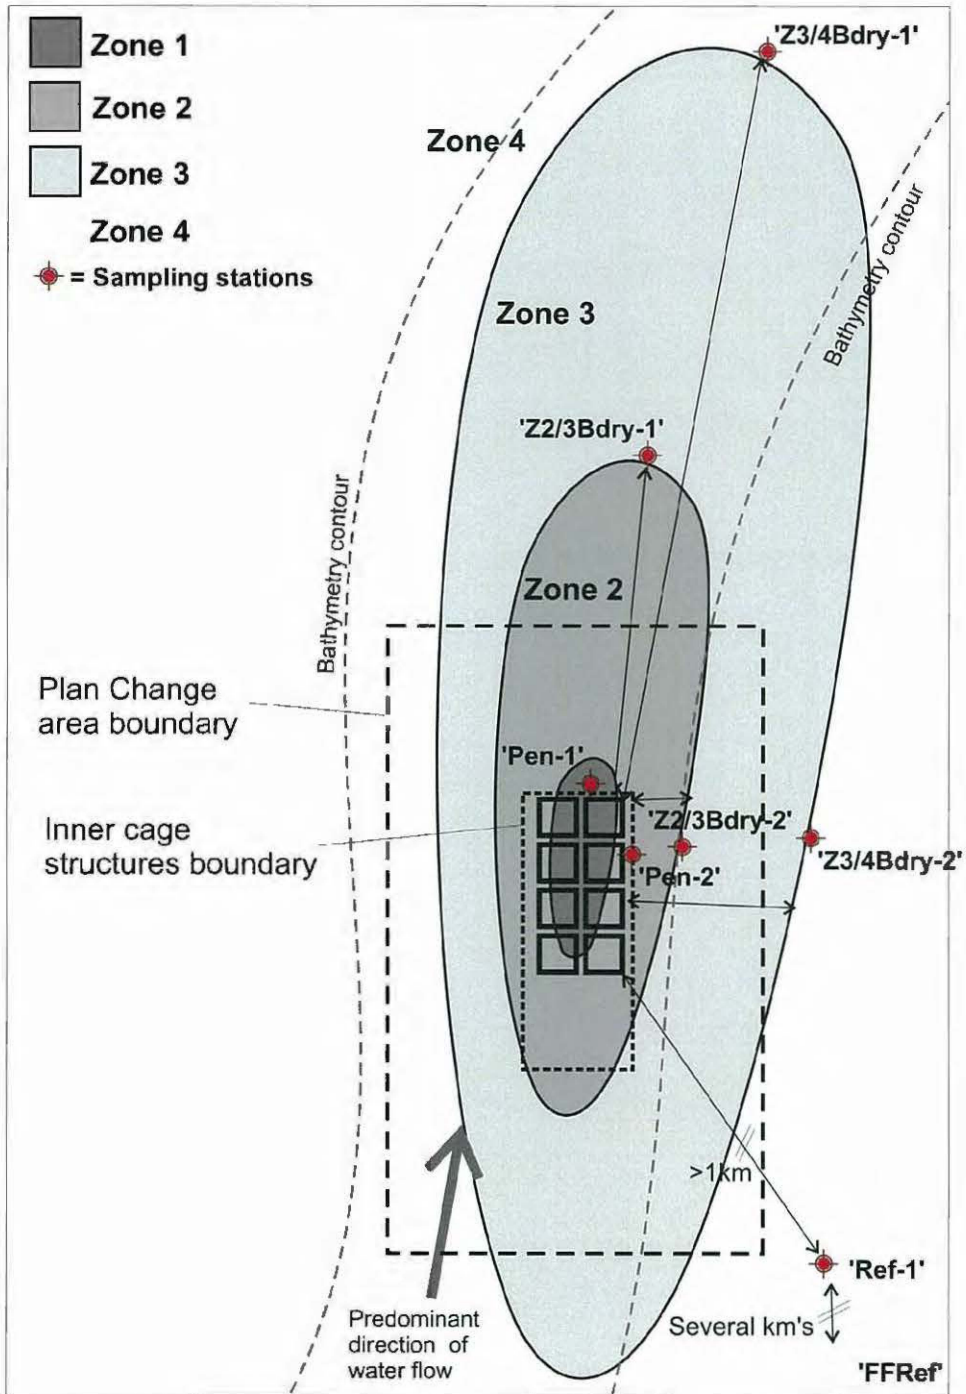 Zone 1
Zone 2
Zone 3
Zone 4
= Sampling stations
'Z3/4Bdry-1'
Zone 4
Bathymetry contour
Zone 3
'Z2/3Bdry-1'
Bathymetry contour
Zone 2
Plan Change
area boundary
'Pen-1'
Inner cage
structures boundary
'Z2/3Bdry-2'
'Pen-2'
'Z3/4Bdry-2'
>1km
'Ref-1'
Predominant
direction of
water flow
Several km's
'FFRef'